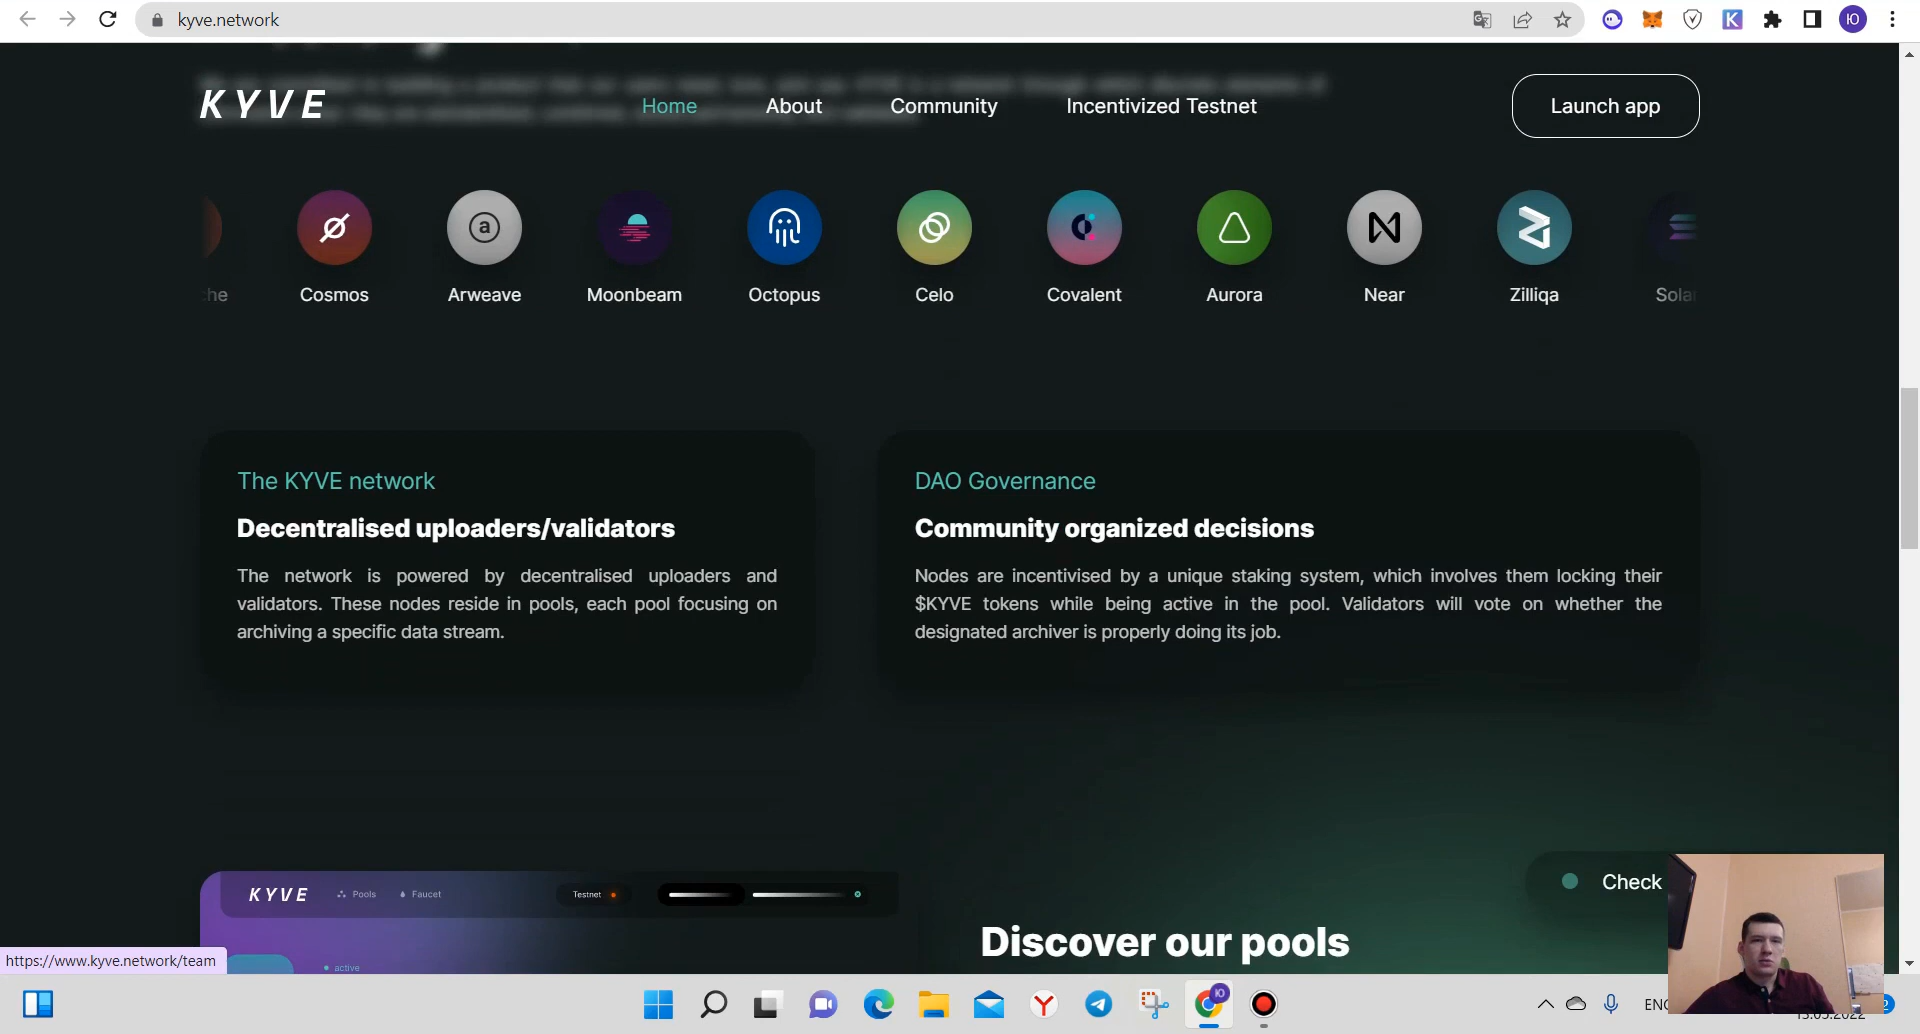 kyve.network
Ю
KYVE
Home
About
Community
Incentivized Testnet
Launch app
Cosmos
Arweave
Moonbeam
Octopus
Celo
Covalent
Aurora
Near
Zilliqa
The KYVE network
Decentralised uploaders/validators
The network is powered by decentralised uploaders and
validators. These nodes reside in pools, each pool focusing on
archiving a specific data stream.
DAO Governance
Community organized decisions
Nodes are incentivised by a unique staking system, which involves them locking their
$KYVE tokens while being active in the pool. Validators will vote on whether the
designated archiver is properly doing its job.
KYVE
Pools
Faucet
Testnet
active
Check
Discover our pools
https://www.kyve.network/team